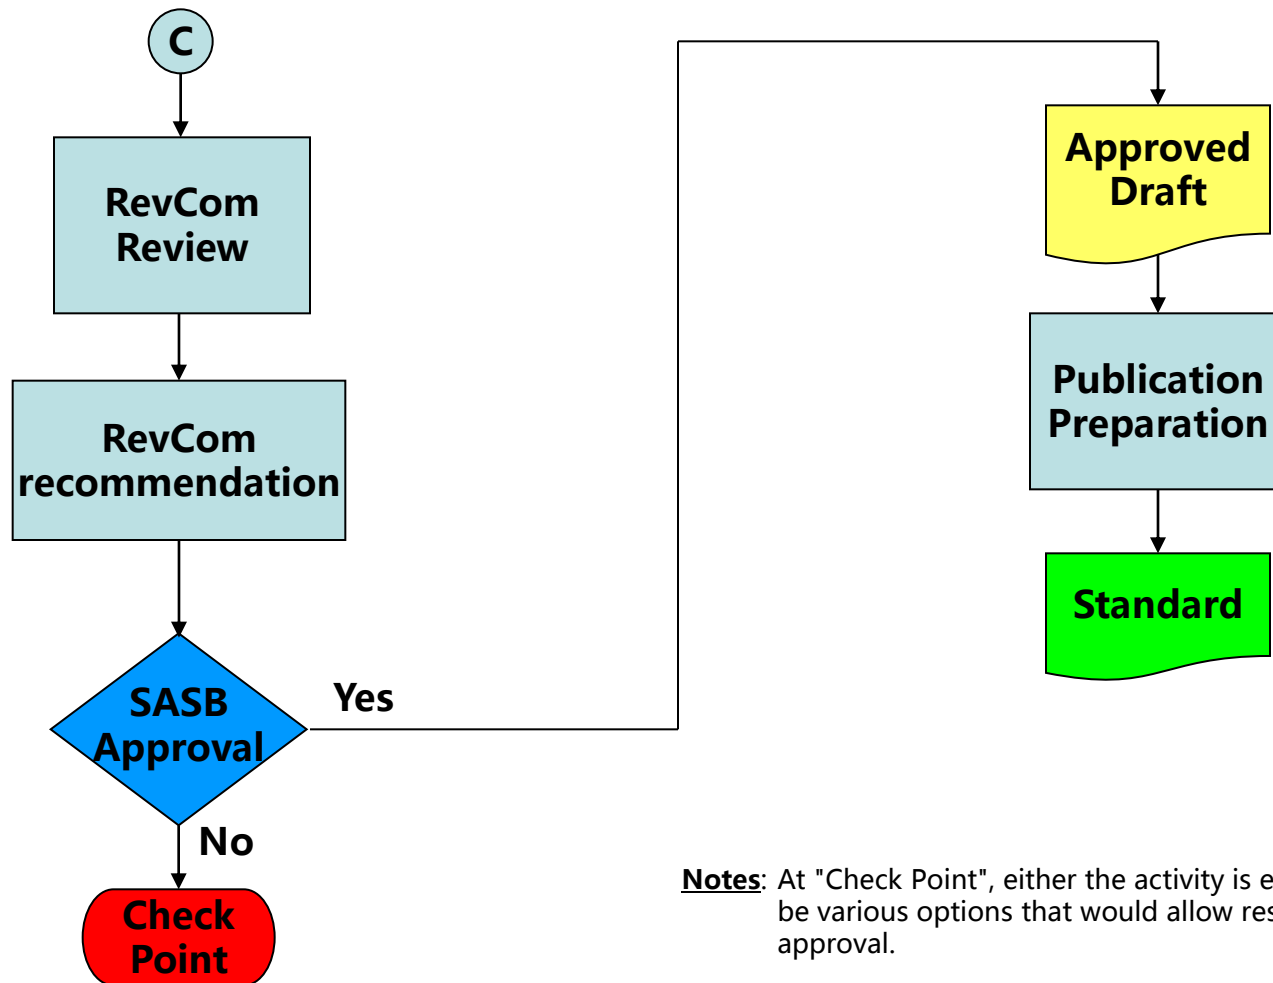 C
RevCom
Review
RevCom
recommendation
SASB
Approval
Yes
No
Check
Point
Approved
Draft
Publication
Preparation
Standard
Notes: At "Check Point", either the activity is
be various options that would allow
approval.